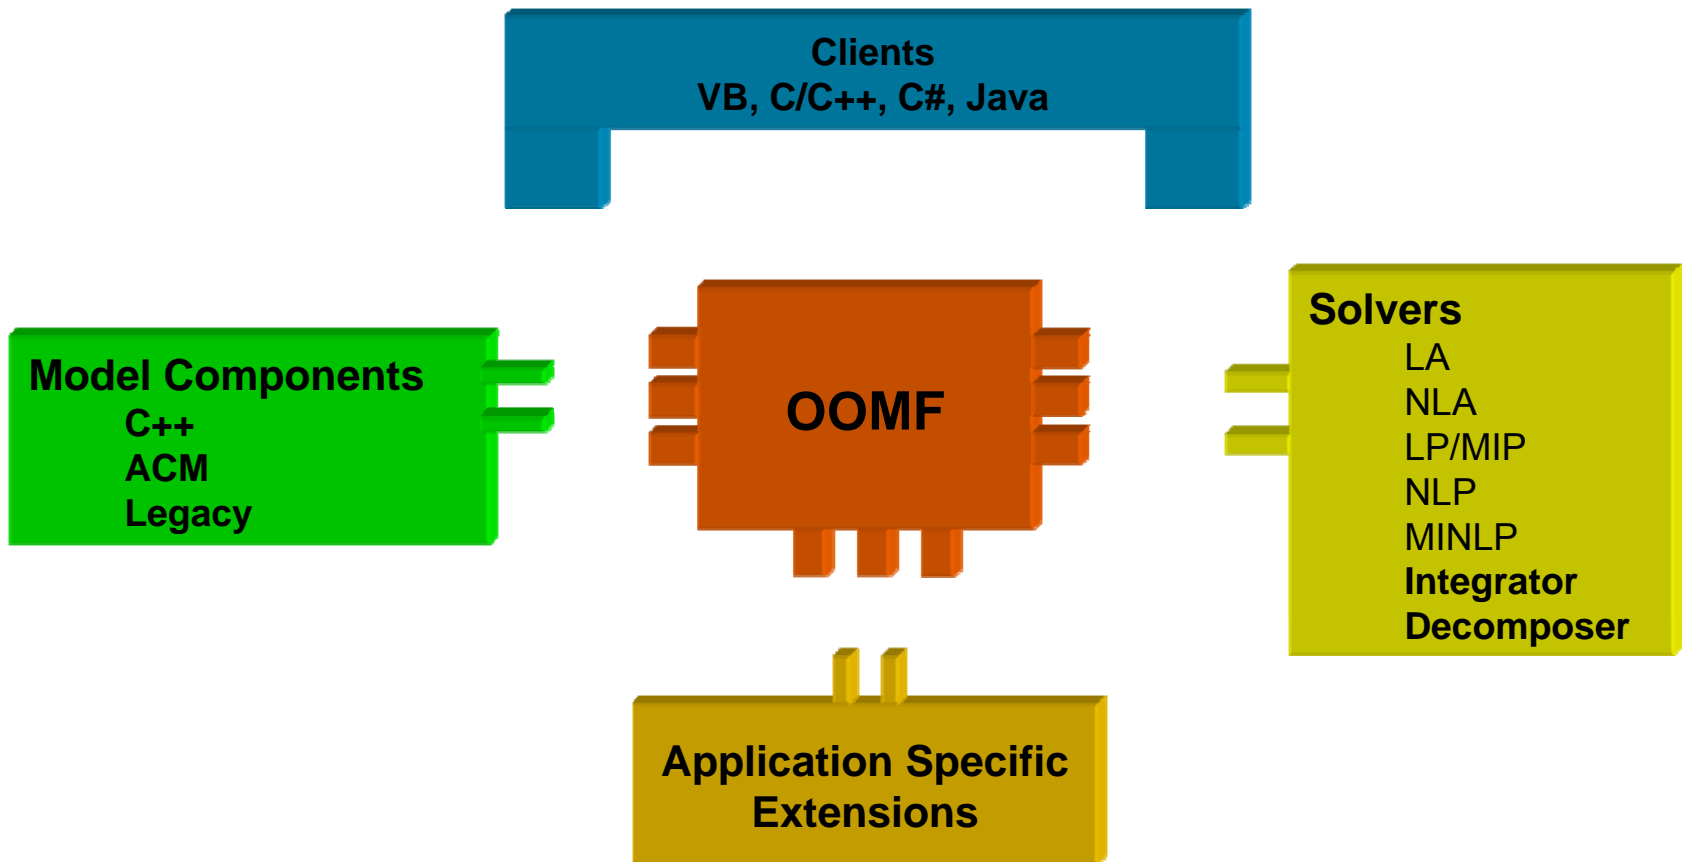 Clients
VB, C/C++, C#, Java
Model Components
C++
ACM
Legacy
OOMF
Solvers
LA
NLA
LP/MIP
NLP
MINLP
Integrator
Decomposer
Application Specific
Extensions